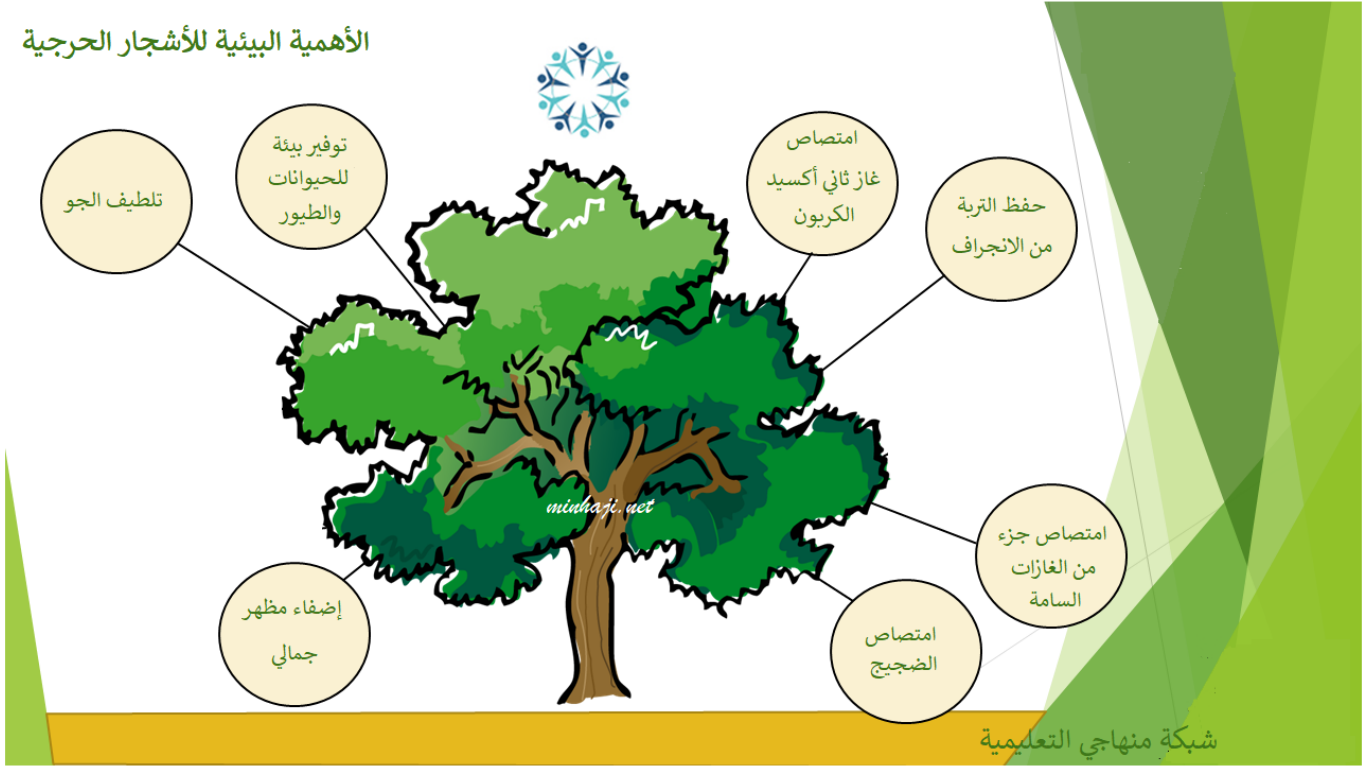 الأهمية البيئية للأشجار الحرجية
امتصاص
غاز ثاني أكسيد
الكربون
حفظ التربة
من الانجراف
توفير بيئة
للحيوانات
والطيور
تلطيف الجو
امتصاص جزء
من الغازات
السامة
امتصاص
الضجيج
إضفاء مظهر
جمالي
minhaji.net
شبكة منهاجي التعليمية